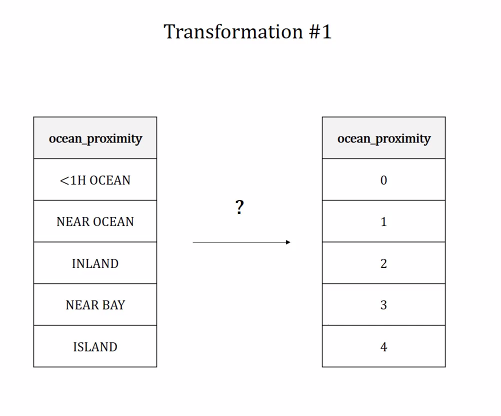 Transformation #1
ocean_proximity
<1H OCEAN
NEAR OCEAN
INLAND
NEAR BAY
ISLAND
?
ocean_proximity
0
1
2
3
4